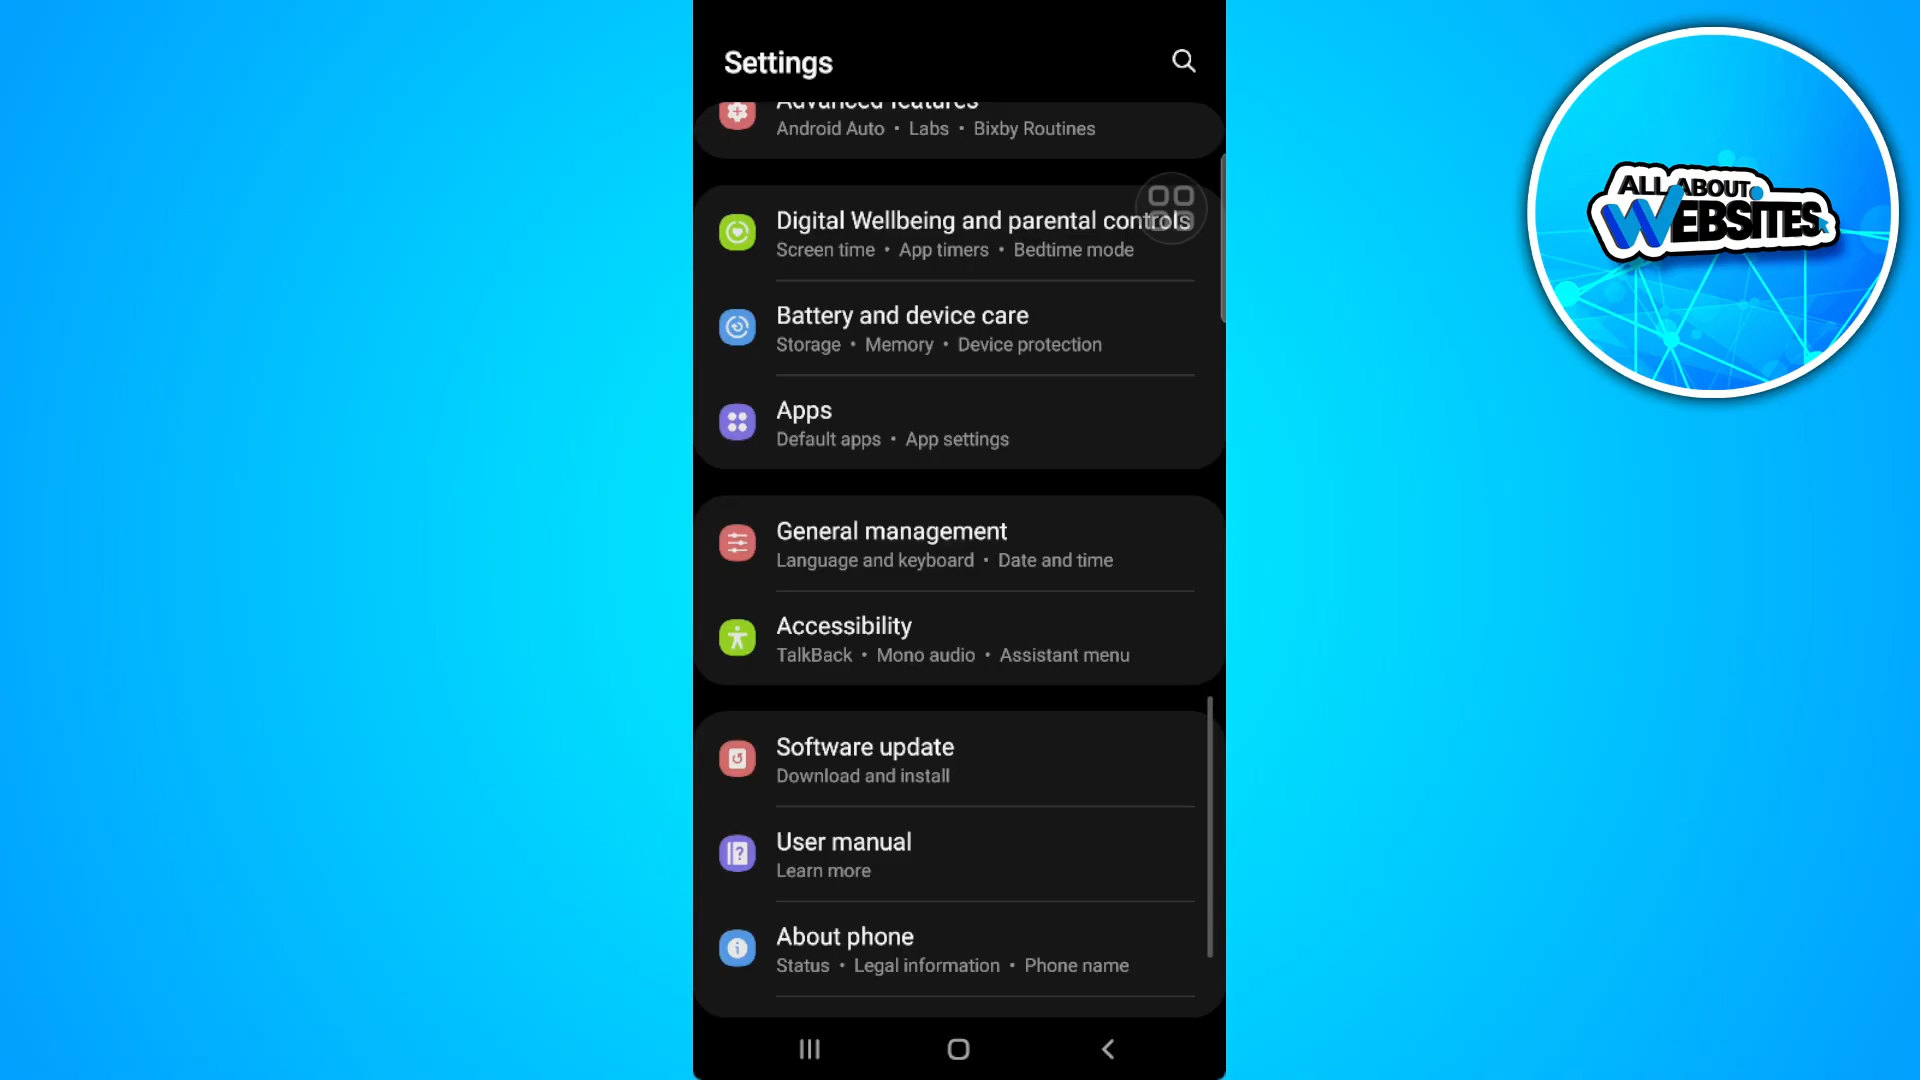 Settings
Advanced features
Android Auto • Labs • Bixby Routines
Digital Wellbeing and parental controls
Screen time • App timers • Bedtime mode
Battery and device care
Storage • Memory • Device protection
Apps
Default apps • App settings
General management
Language and keyboard • Date and time
Accessibility
TalkBack • Mono audio • Assistant menu
Software update
Download and install
User manual
Learn more
About phone
Status • Legal information • Phone name
ALL ABOUT
WEBSITES